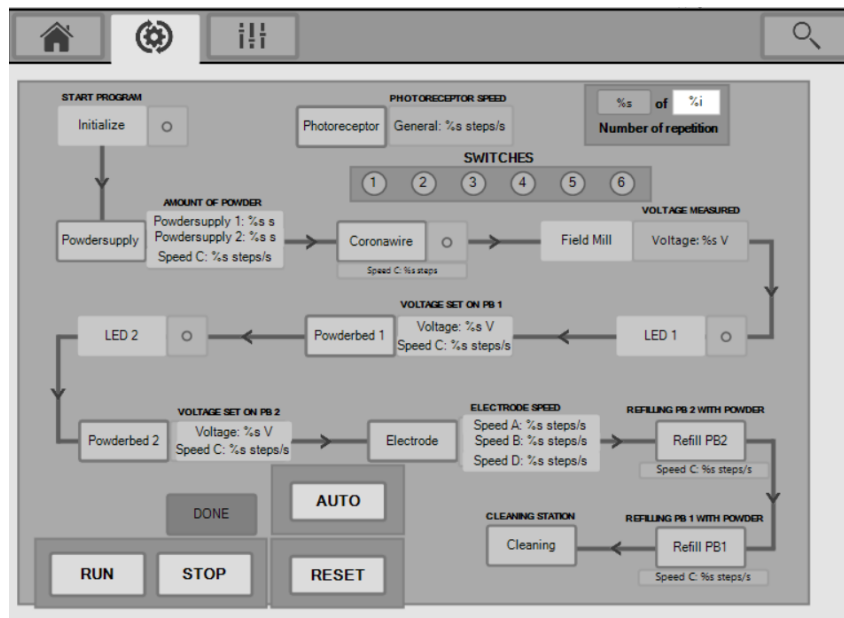 START PROGRAM
Initialize
PHOTORECEPTOR SPEED
Photoreceptor
General: %s steps/s
%s of %i
Number of repetition
SWITCHES
1 2 3 4 5 6
AMOUNT OF POWDER
Powdersupply
Powdersupply 1: %s s
Powdersupply 2: %s s
Speed C: %s steps/s
Coronawire
Speed C: %s steps
Field Mill
VOLTAGE MEASURED
Voltage: %s V
LED 2
VOLTAGE SET ON PB 1
Powderbed 1
Voltage: %s V
Speed C: %s steps/s
LED 1
VOLTAGE SET ON PB 2
Powderbed 2
Voltage: %s V
Speed C: %s steps/s
ELECTRODE SPEED
Electrode
Speed A: %s steps/s
Speed B: %s steps/s
Speed D: %s steps/s
REFILLING PB 2 WITH POWDER
Refill PB2
Speed C: %s steps/s
DONE
AUTO
CLEANING STATION
Cleaning
REFILLING PB 1 WITH POWDER
Refill PB1
Speed C: %s steps/s
RUN
STOP
RESET